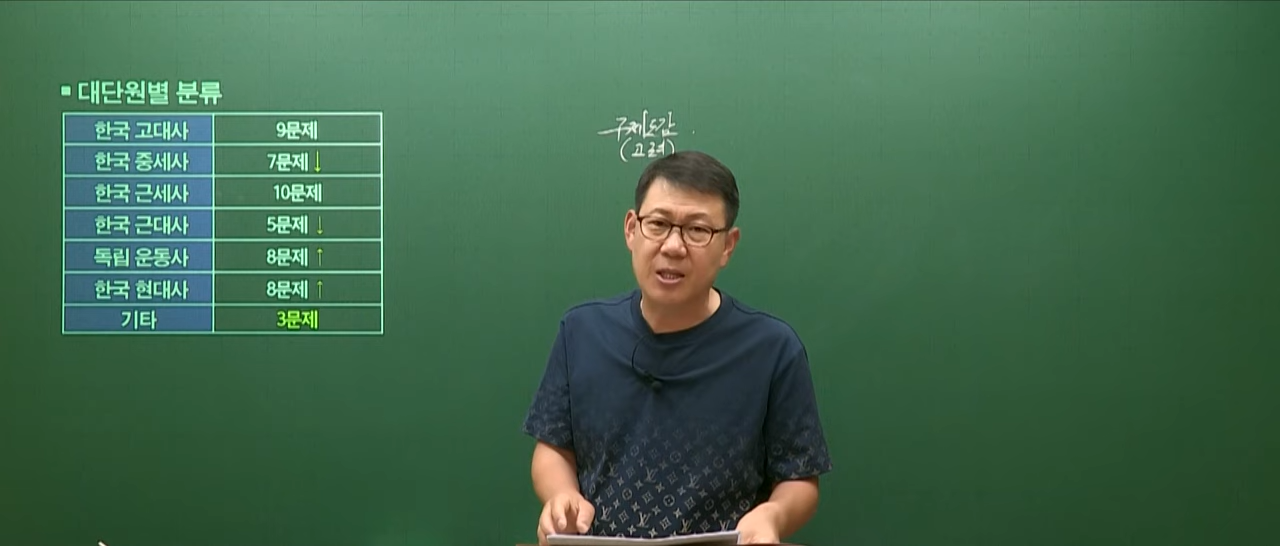 ▪ 대단원별 분류
한국 고대사 9문제
한국 중세사 7문제 ↓
한국 근세사 10문제
한국 근대사 5문제 ↓
독립 운동사 8문제 ↑
한국 현대사 8문제 ↑
기타 3문제
구제도감
(고려)